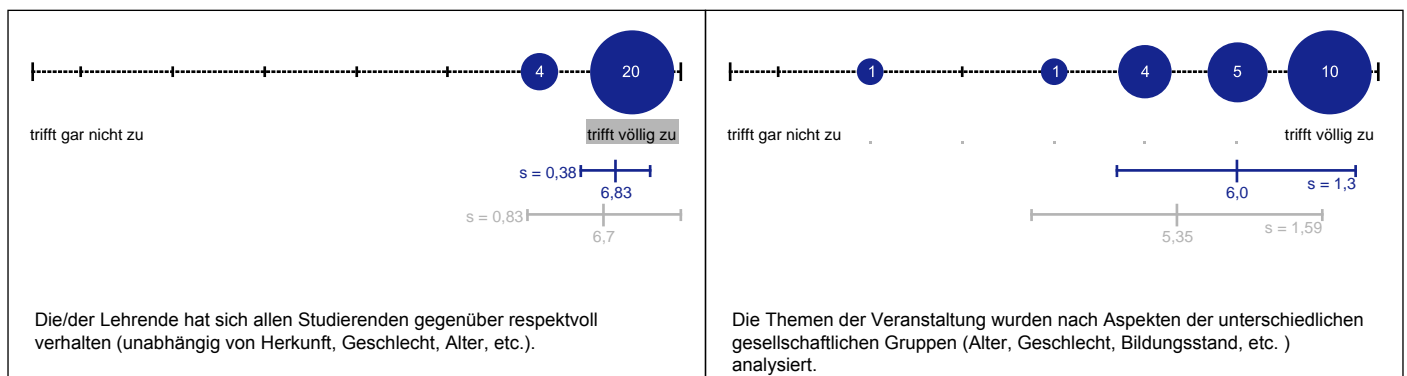 4 20
trifft gar nicht zu trifft völlig zu
s = 0,38
6,83
s = 0,83
6,7
Die/der Lehrende hat sich allen Studierenden gegenüber respektvoll
verhalten (unabhängig von Herkunft, Geschlecht, Alter, etc.).
1 1 4 5 10
trifft gar nicht zu trifft völlig zu
s = 1,3
6,0
s = 1,59
5,35
Die Themen der Veranstaltung wurden nach Aspekten der unterschiedlichen
gesellschaftlichen Gruppen (Alter, Geschlecht, Bildungsstand, etc. )
analysiert.